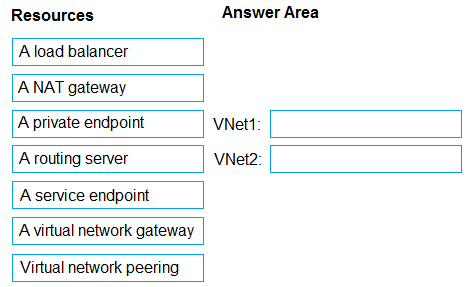 Resources
Answer Area
A load balancer
A NAT gateway
A private endpoint
VNet1:
A routing server
VNet2:
A service endpoint
A virtual network gateway
Virtual network peering